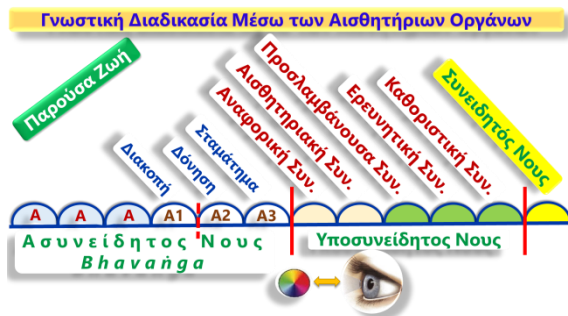 Γνωστική Διαδικασία Μέσω των Αισθητήριων Οργάνων
Παρούσα Ζωή
Διακοπή
Δόνηση
Σταμάτημα
Αναφορική Συν.
Αισθητηριακή Συν.
Προσλαμβάνουσα Συν.
Ερευνητική Συν.
Καθοριστική Συν.
Συνειδητός Νους
A A A A1 A2 A3
Ασυνείδητος Νους
Bhavaṅga
Υποσυνείδητος Νους